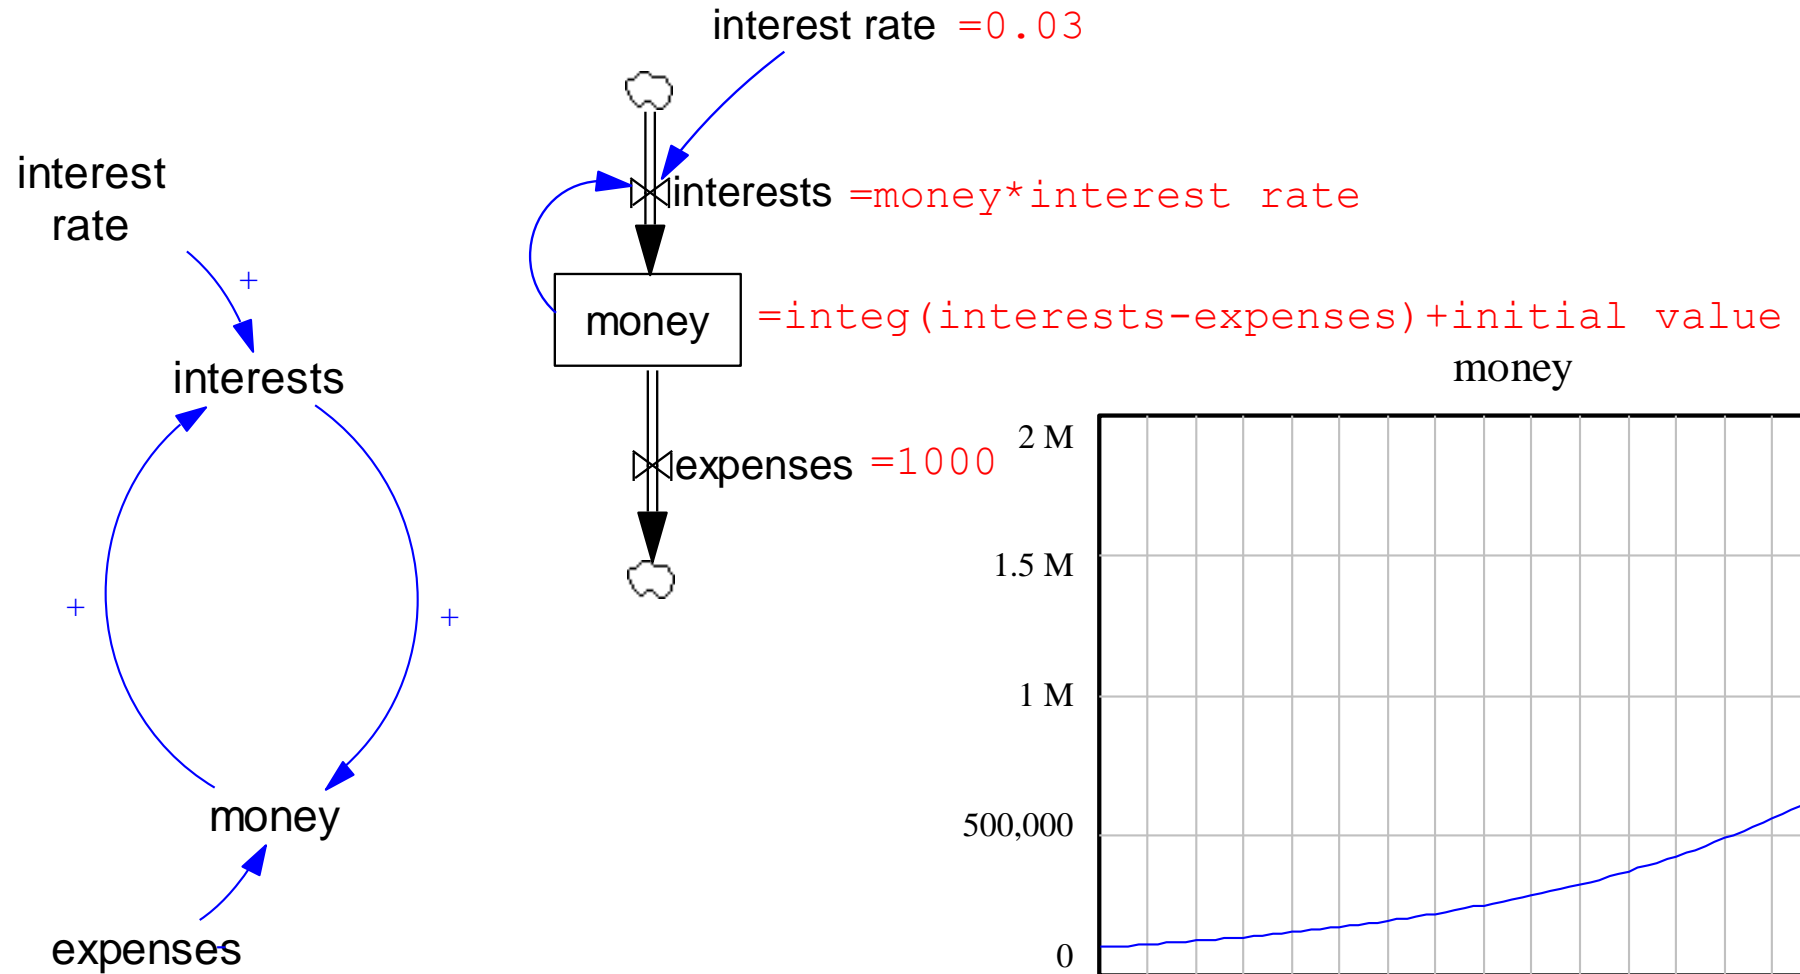 interest rate =0.03
interest
rate
+
interests =money*interest rate
money =integ(interests-expenses)+initial value
interests
+
+
money
-
expenses
expenses =1000
money
2 M
1.5 M
1 M
500,000
0